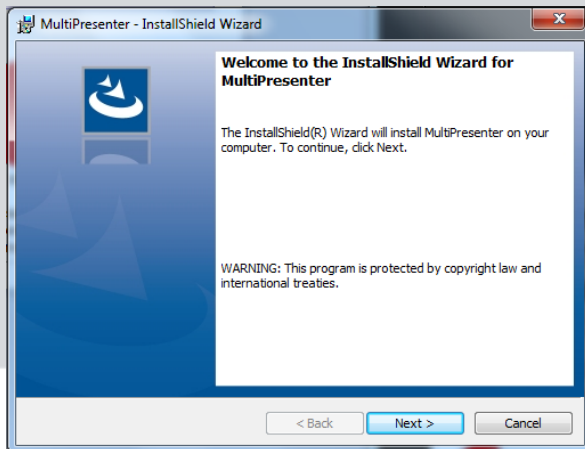 MultiPresenter - InstallShield Wizard
Welcome to the InstallShield Wizard for
MultiPresenter
The InstallShield(R) Wizard will install MultiPresenter on your
computer. To continue, click Next.
WARNING: This program is protected by copyright law and
international treaties.
< Back
Next >
Cancel